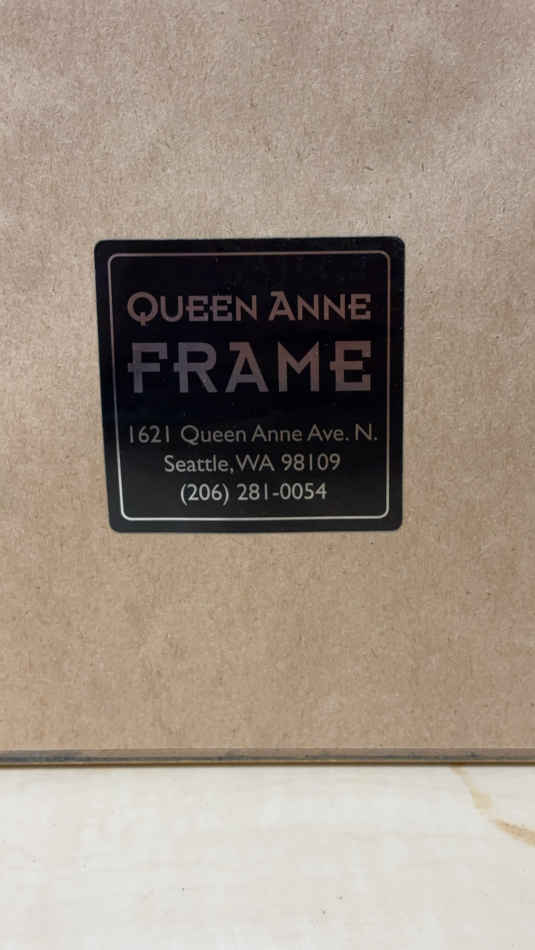 QUEEN ANNE
FRAME
1621 Queen Anne Ave. N.
Seattle, WA 98109
(206) 281-0054